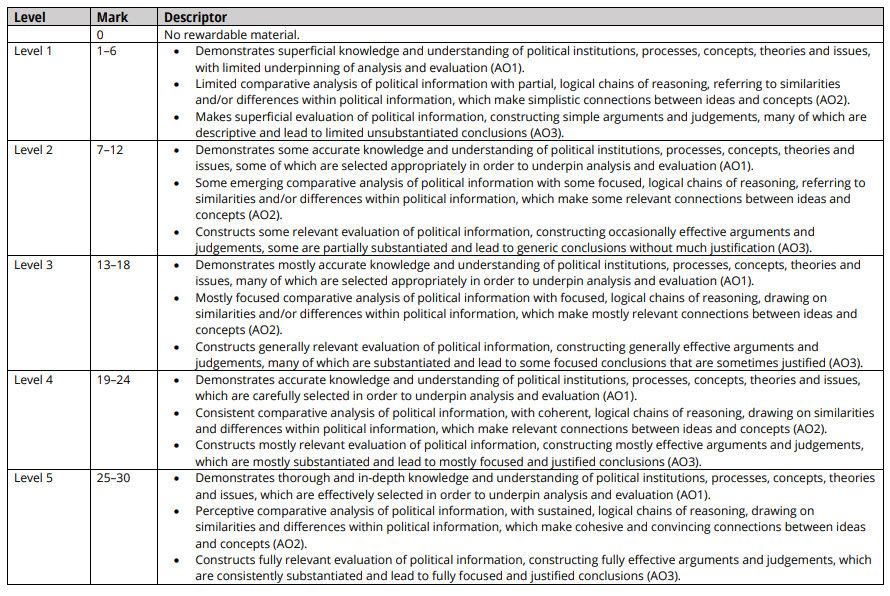 Level Mark Descriptor
0 No rewardable material.
Level 1 1–6 • Demonstrates superficial knowledge and understanding of political institutions, processes, concepts, theories and issues,
with limited underpinning of analysis and evaluation (AO1).
• Limited comparative analysis of political information with partial, logical chains of reasoning, referring to similarities
and/or differences within political information, which make simplistic connections between ideas and concepts (AO2).
• Makes superficial evaluation of political information, constructing simple arguments and judgements, many of which are
descriptive and lead to limited unsubstantiated conclusions (AO3).
Level 2 7–12 • Demonstrates some accurate knowledge and understanding of political institutions, processes, concepts, theories and
issues, some of which are selected appropriately in order to underpin analysis and evaluation (AO1).
• Some emerging comparative analysis of political information with some focused, logical chains of reasoning, referring to
similarities and/or differences within political information, which make some relevant connections between ideas and
concepts (AO2).
• Constructs some relevant evaluation of political information, constructing occasionally effective arguments and
judgements, some are partially substantiated and lead to generic conclusions without much justification (AO3).
Level 3 13–18 • Demonstrates mostly accurate knowledge and understanding of political institutions, processes, concepts, theories and
issues, many of which are selected appropriately in order to underpin analysis and evaluation (AO1).
• Mostly focused comparative analysis of political information with focused, logical chains of reasoning, drawing on
similarities and/or differences within political information, which make mostly relevant connections between ideas and
concepts (AO2).
• Constructs generally relevant evaluation of political information, constructing generally effective arguments and
judgements, many of which are substantiated and lead to some focused conclusions that are sometimes justified (AO3).
Level 4 19–24 • Demonstrates accurate knowledge and understanding of political institutions, processes, concepts, theories and issues,
which are carefully selected in order to underpin analysis and evaluation (AO1).
• Consistent comparative analysis of political information, with coherent, logical chains of reasoning, drawing on similarities
and differences within political information, which make relevant connections between ideas and concepts (AO2).
• Constructs mostly relevant evaluation of political information, constructing mostly effective arguments and judgements,
which are mostly substantiated and lead to mostly focused and justified conclusions (AO3).
Level 5 25–30 • Demonstrates thorough and in-depth knowledge and understanding of political institutions, processes, concepts, theories
and issues, which are effectively selected in order to underpin analysis and evaluation (AO1).
• Perceptive comparative analysis of political information, with sustained, logical chains of reasoning, drawing on
similarities and differences within political information, which make cohesive and convincing connections between ideas
and concepts (AO2).
• Constructs fully relevant evaluation of political information, constructing fully effective arguments and judgements, which
are consistently substantiated and lead to fully focused and justified conclusions (AO3).